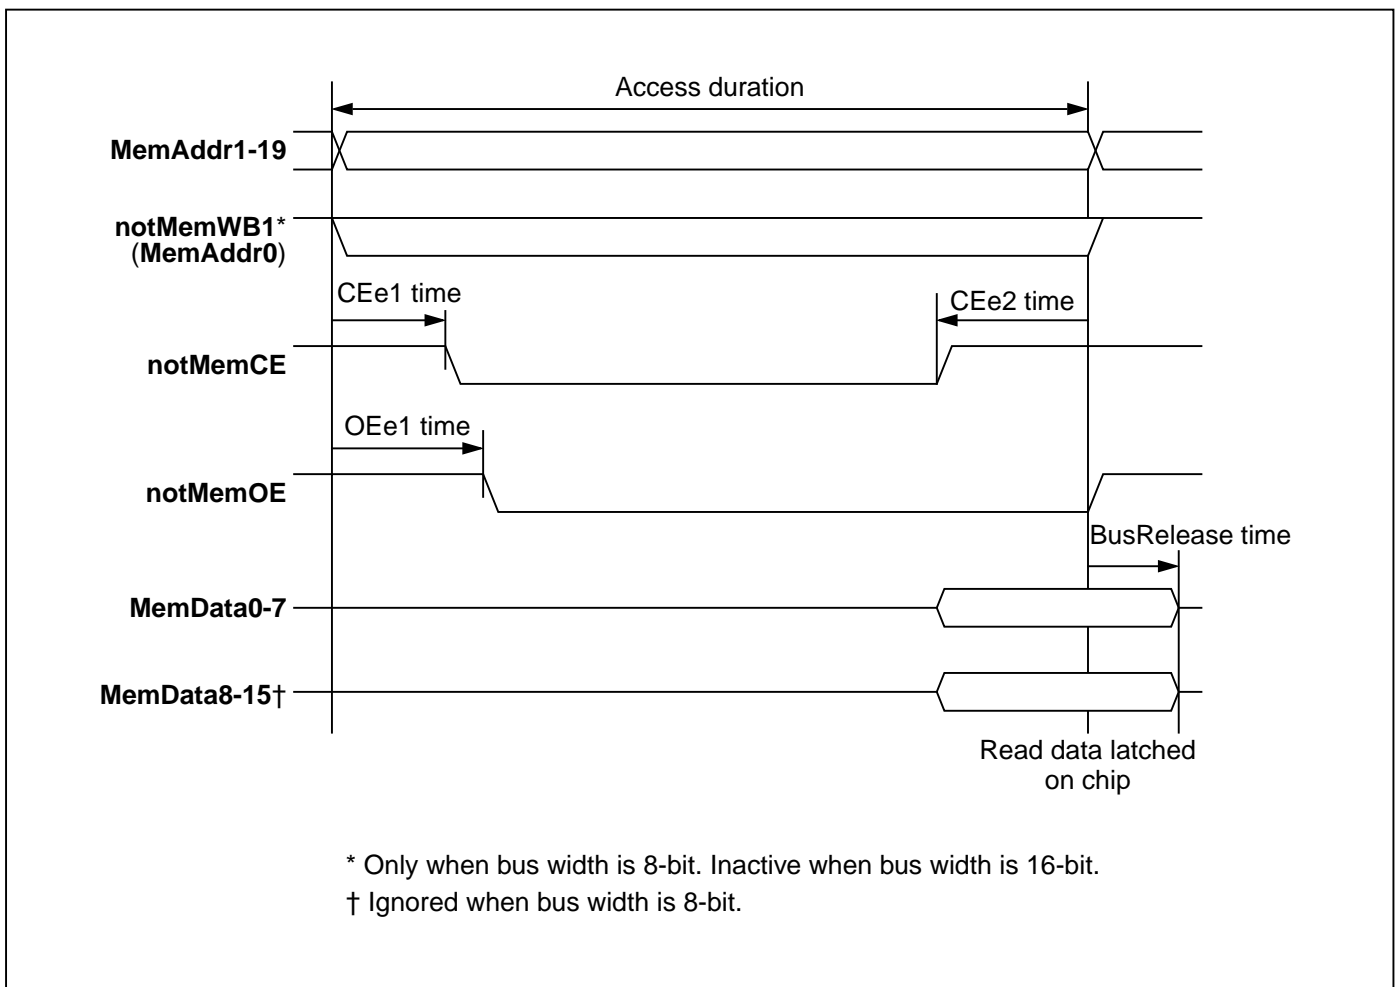 Access duration
MemAddr1-19
notMemWB1*
(MemAddr0)
CEe1 time
CEe2 time
notMemCE
OEe1 time
notMemOE
BusRelease time
MemData0-7
MemData8-15†
Read data latched
on chip
* Only when bus width is 8-bit. Inactive when bus width is 16-bit.
† Ignored when bus width is 8-bit.